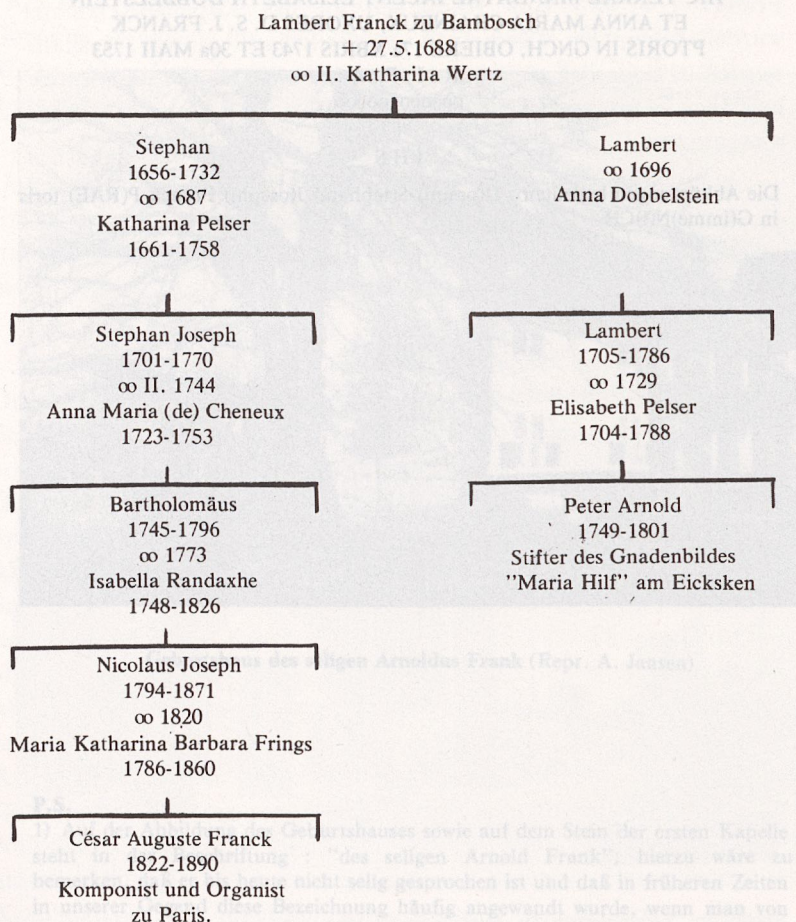 Lambert Franck zu Bambosch
+ 27.5.1688
∞ II. Katharina Wertz
Stephan
1656-1732
∞ 1687
Katharina Pelser
1661-1758
Lambert
∞ 1696
Anna Dobbelstein
Stephan Joseph
1701-1770
∞ II. 1744
Anna Maria (de) Cheneux
1723-1753
Lambert
1705-1786
∞ 1729
Elisabeth Pelser
1704-1788
Bartholomäus
1745-1796
∞ 1773
Isabella Randaxhe
1748-1826
Peter Arnold
1749-1801
Stifter des Gnadenbildes
"Maria Hilf" am Eicksken
Nicolaus Joseph
1794-1871
∞ 1820
Maria Katharina Barbara Frings
1786-1860
César Auguste Franck
1822-1890
Komponist und Organist
zu Paris.